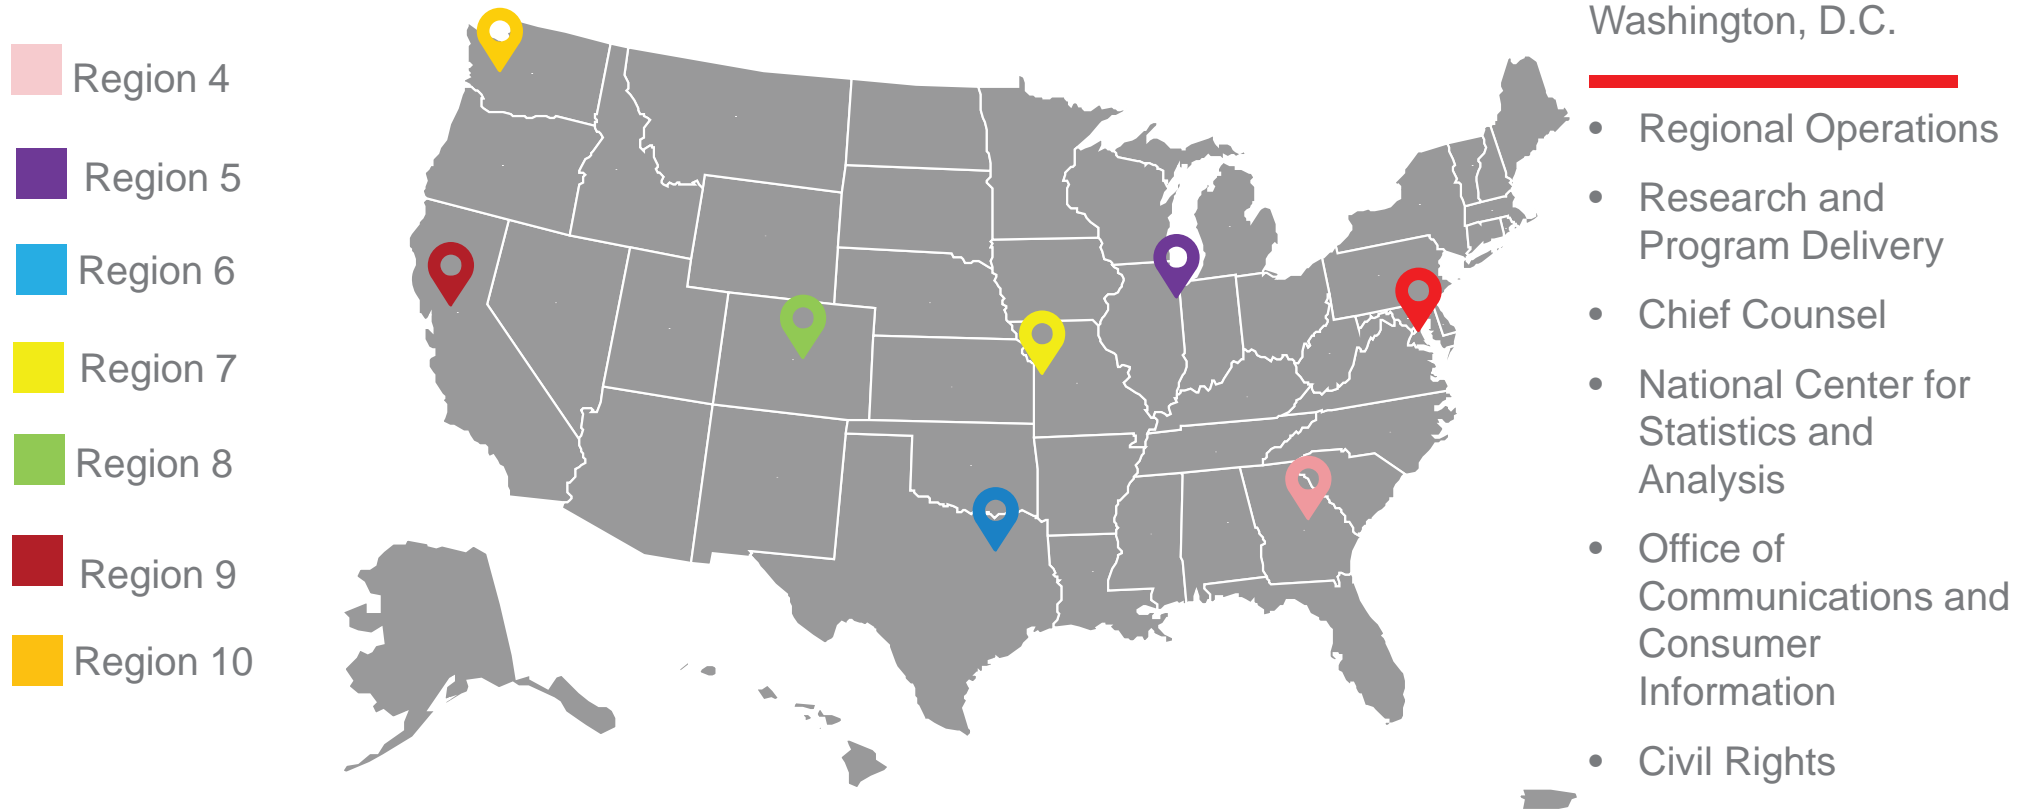 Region 4
Region 5
Region 6
Region 7
Region 8
Region 9
Region 10
Washington, D.C.
• Regional Operations
• Research and
Program Delivery
• Chief Counsel
• National Center for
Statistics and
Analysis
• Office of
Communications and
Consumer
Information
• Civil Rights